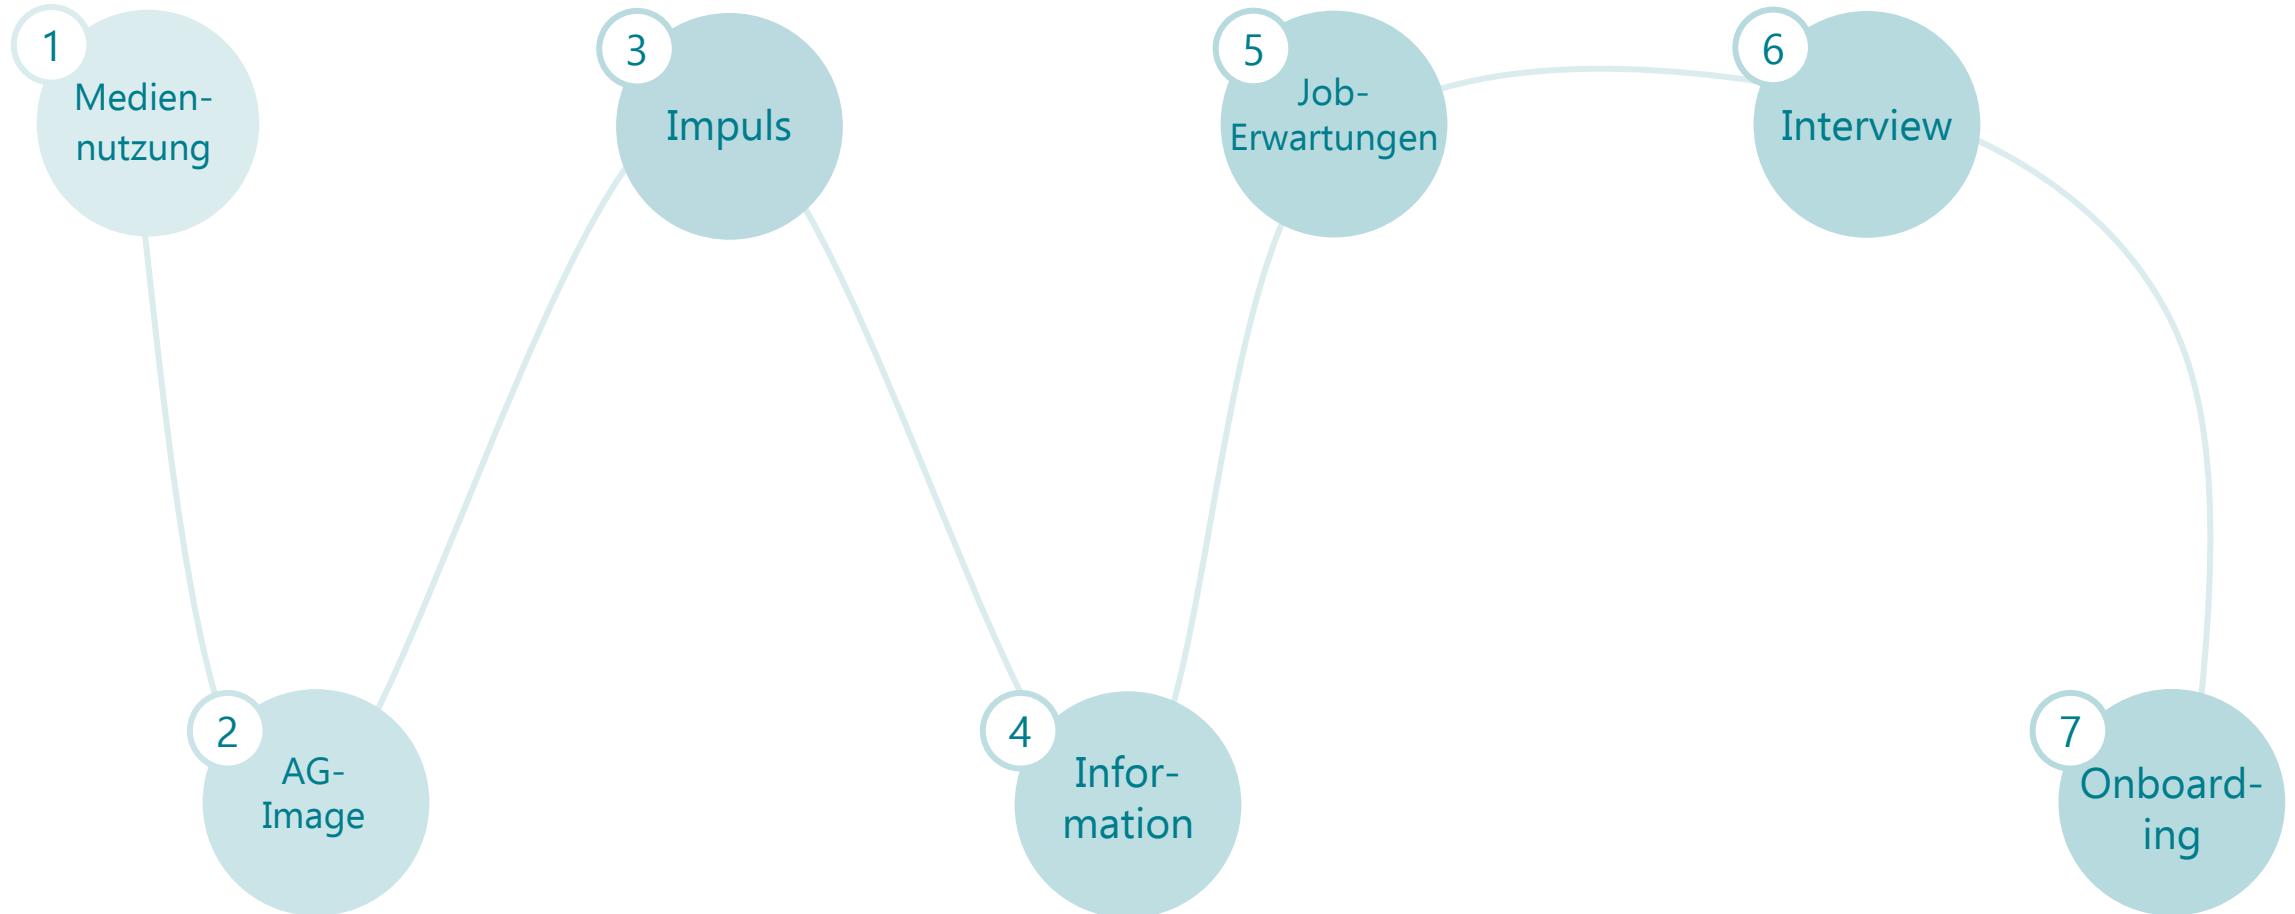 1
Medien-
nutzung
2
AG-
Image
3
Impuls
4
Infor-
mation
5
Job-
Erwartungen
6
Interview
7
Onboard-
ing